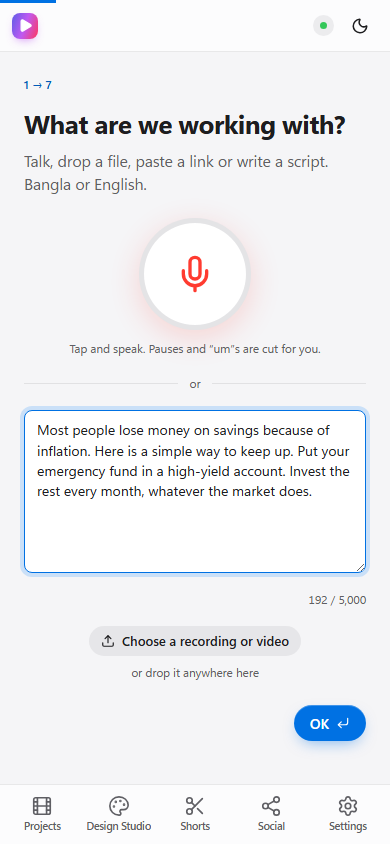 1 → 7
What are we working with?
Talk, drop a file, paste a link or write a script.
Bangla or English.
Tap and speak. Pauses and "um"s are cut for you.
or
Most people lose money on savings because of
inflation. Here is a simple way to keep up. Put your
emergency fund in a high-yield account. Invest the
rest every month, whatever the market does.
192 / 5,000
Choose a recording or video
or drop it anywhere here
OK
Projects Design Studio Shorts Social Settings